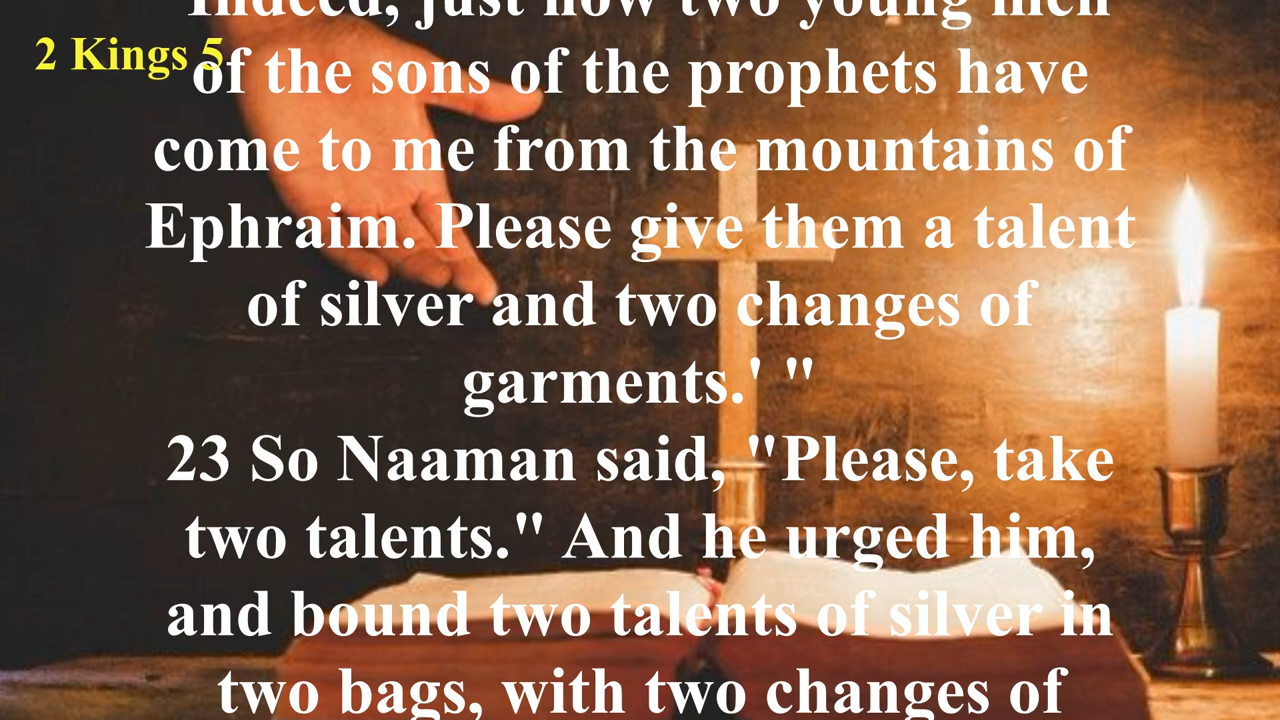 Indeed, just now two young men
2 Kings 5
of the sons of the prophets have
come to me from the mountains of
Ephraim. Please give them a talent
of silver and two changes of
garments.' "
23 So Naaman said, "Please, take
two talents." And he urged him,
and bound two talents of silver in
two bags, with two changes of